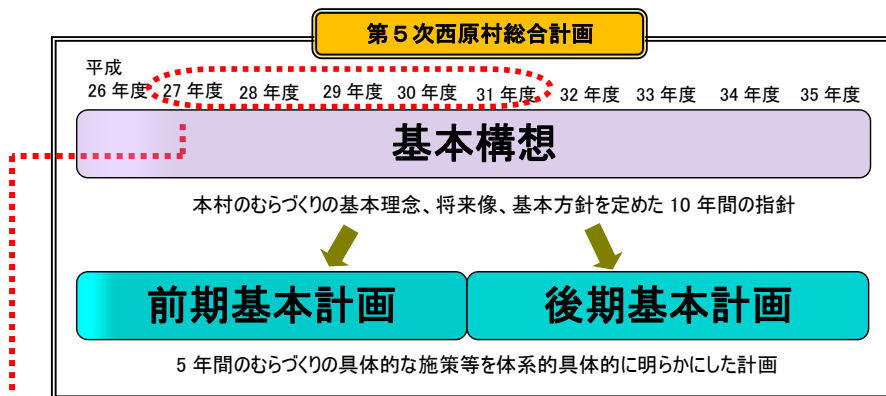 第５次西原村総合計画
平成
26 年度 27 年度 28 年度 29 年度 30 年度 31 年度 32 年度 33 年度 34 年度 35 年度
基本構想
本村のむらづくりの基本理念、将来像、基本方針を定めた 10 年間の指針
前期基本計画 後期基本計画
5 年間のむらづくりの具体的な施策等を体系的具体的に明らかにした計画